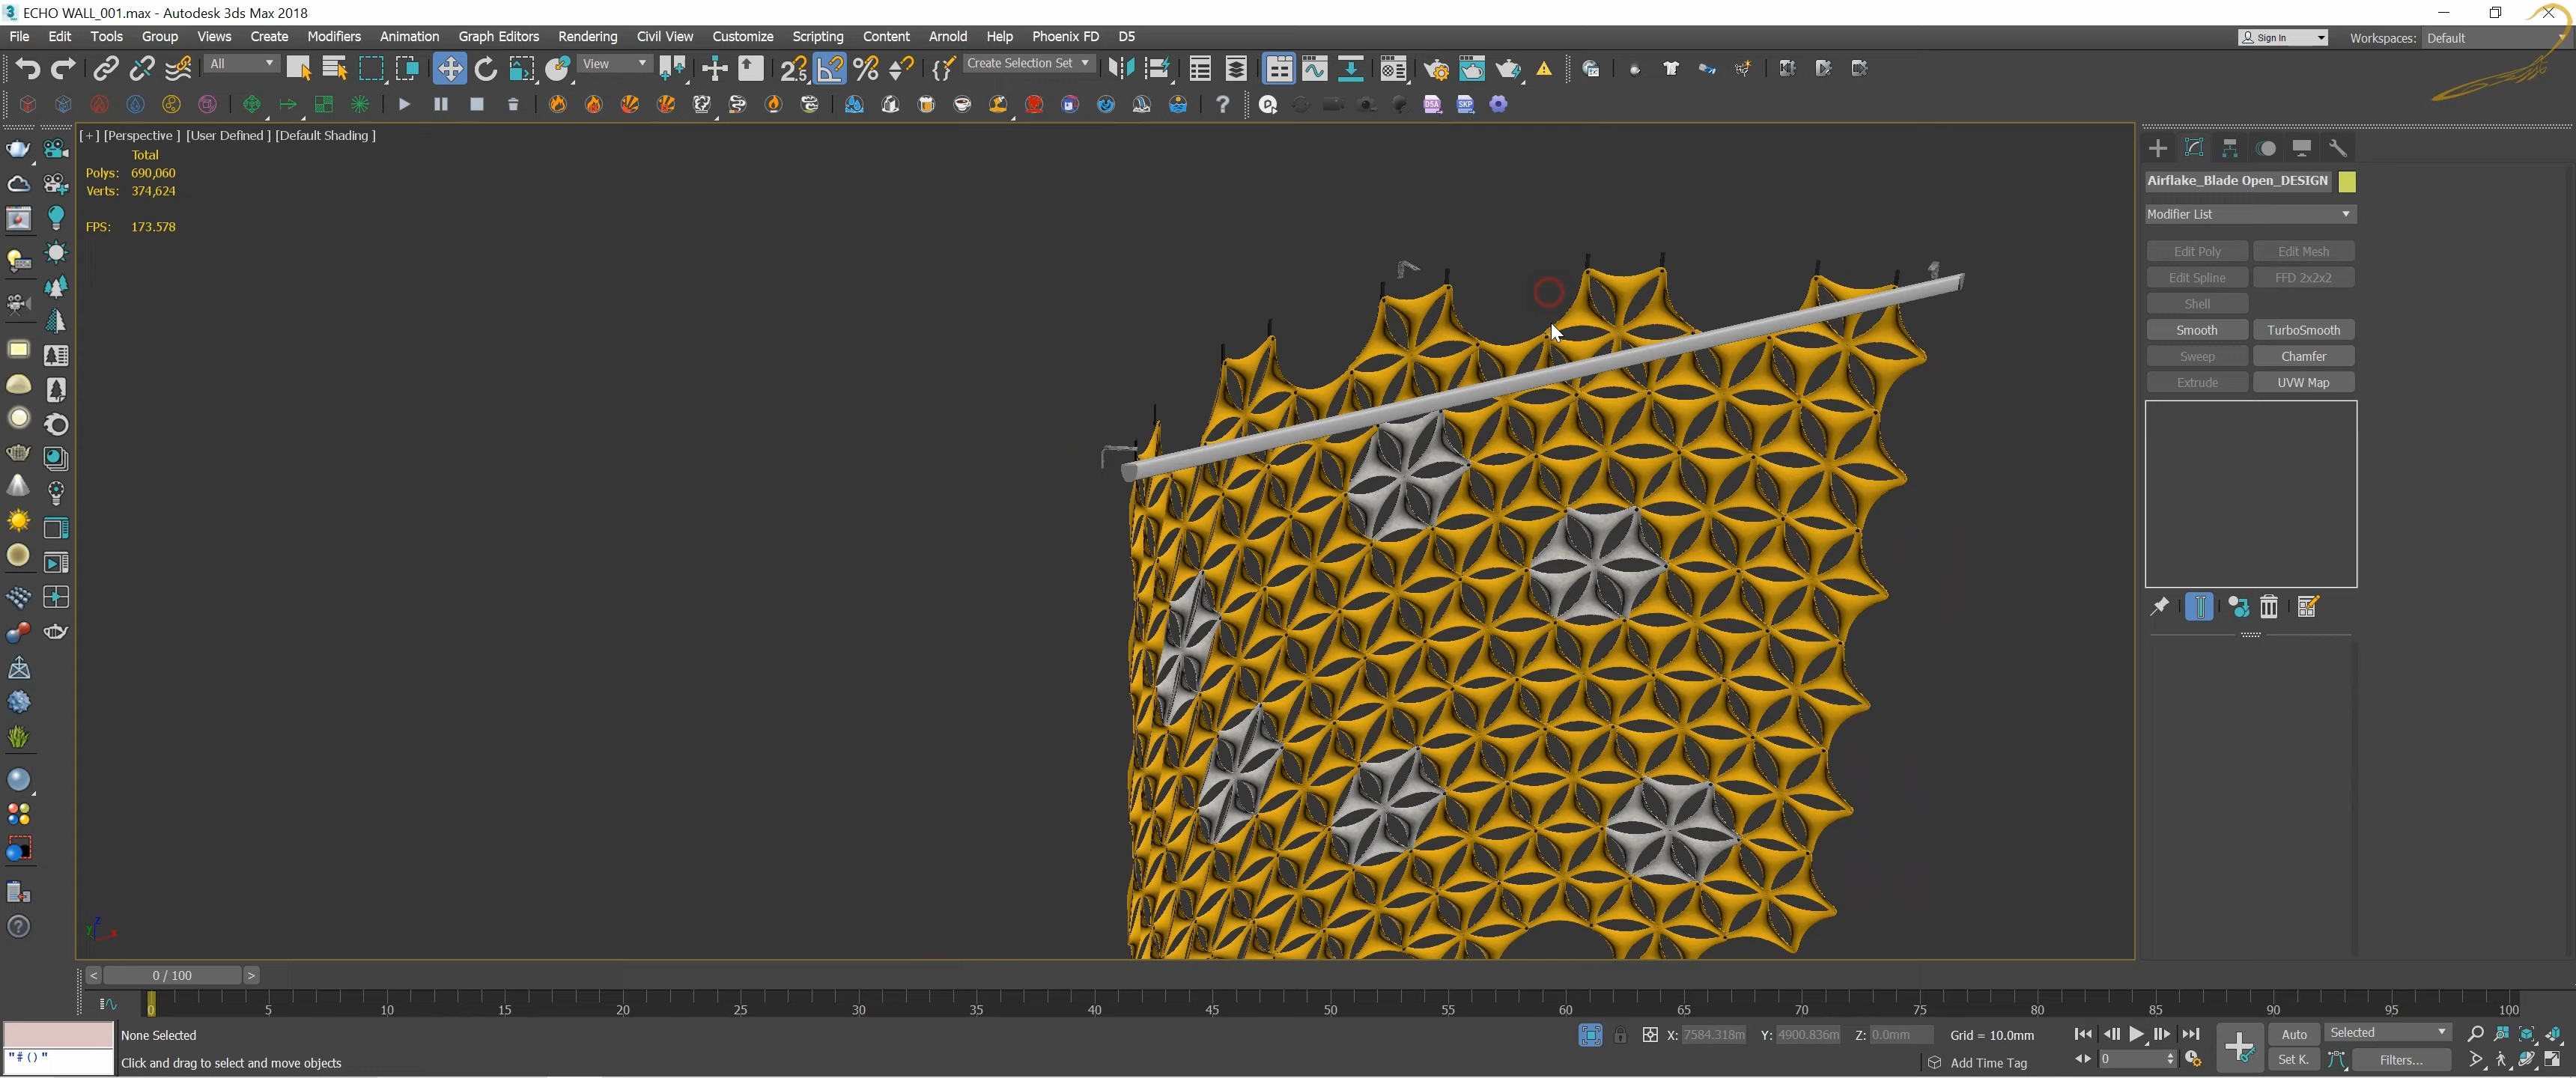 ECHO WALL_001.max - Autodesk 3ds Max 2018
File Edit Tools Group Views Create Modifiers Animation Graph Editors Rendering Civil View Customize Scripting Content Arnold Help Phoenix FD D5
Sign In Workspaces: Default
All View Create Selection Set
[+] [Perspective ] [User Defined ] [Default Shading ]
Total
Polys: 690,060
Verts: 374,624
FPS: 173.578
Airflake_Blade Open_DESIGN
Modifier List
Edit Poly Edit Mesh
Edit Spline FFD 2x2x2
Shell
Smooth TurboSmooth
Sweep Chamfer
Extrude UVW Map
< 0 / 100 >
0 5 10 15 20 25 30 35 40 45 50 55 60 65 70 75 80 85 90 95 100
None Selected X: 7584.318m Y: 4900.836m Z: 0.0mm Grid = 10.0mm Auto Selected
"#()" Click and drag to select and move objects Add Time Tag 0 Set K. Filters...